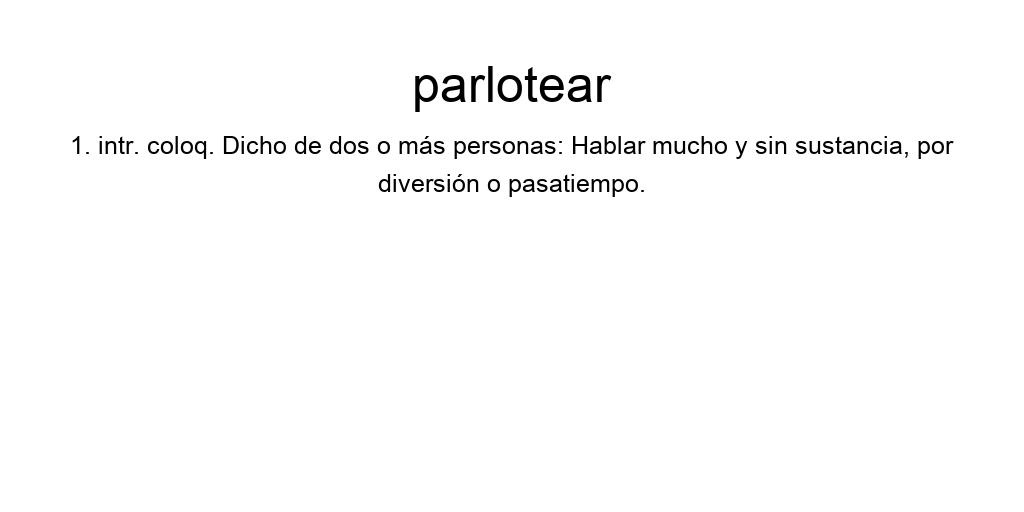 parlotear
1. intr. coloq. Dicho de dos o más personas: Hablar mucho y sin sustancia, por
diversión o pasatiempo.